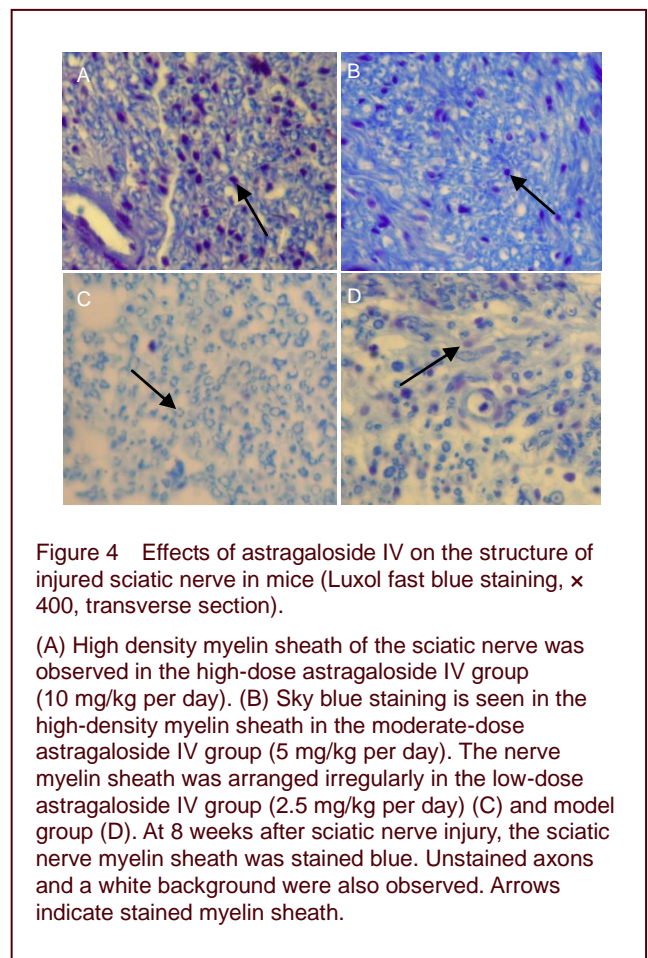 A
B
C
D
Figure 4 Effects of astragaloside IV on the structure of
injured sciatic nerve in mice (Luxol fast blue staining, ×
400, transverse section).
(A) High density myelin sheath of the sciatic nerve was
observed in the high-dose astragaloside IV group
(10 mg/kg per day). (B) Sky blue staining is seen in the
high-density myelin sheath in the moderate-dose
astragaloside IV group (5 mg/kg per day). The nerve
myelin sheath was arranged irregularly in the low-dose
astragaloside IV group (2.5 mg/kg per day) (C) and model
group (D). At 8 weeks after sciatic nerve injury, the sciatic
nerve myelin sheath was stained blue. Unstained axons
and a white background were also observed. Arrows
indicate stained myelin sheath.